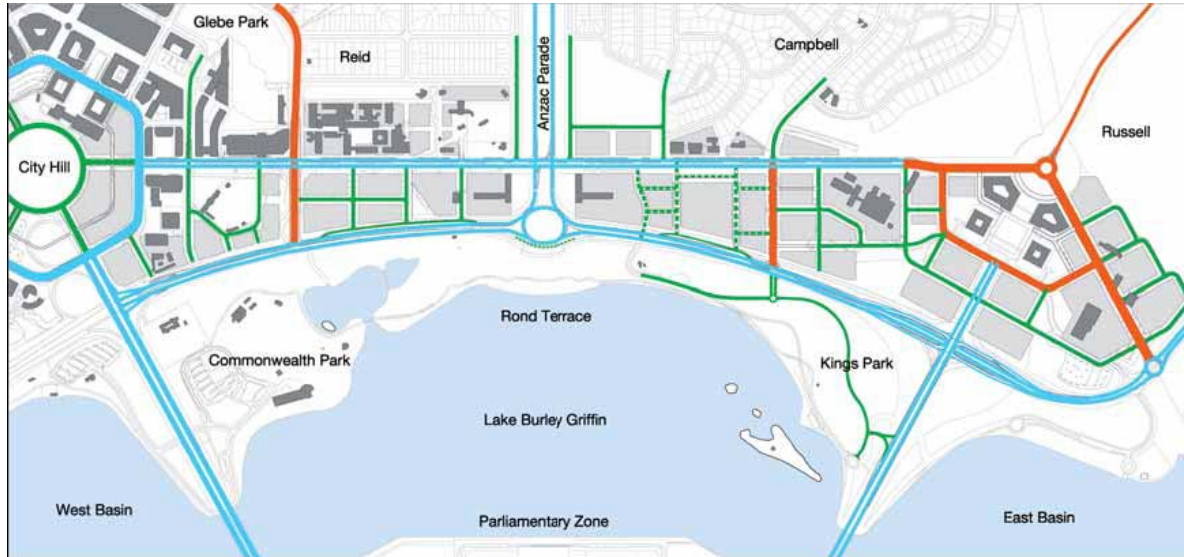 Glebe Park
Reid
Anzac Parade
Campbell
Russell
City Hill
Rond Terrace
Commonwealth Park
Kings Park
Lake Burley Griffin
West Basin
Parliamentary Zone
East Basin